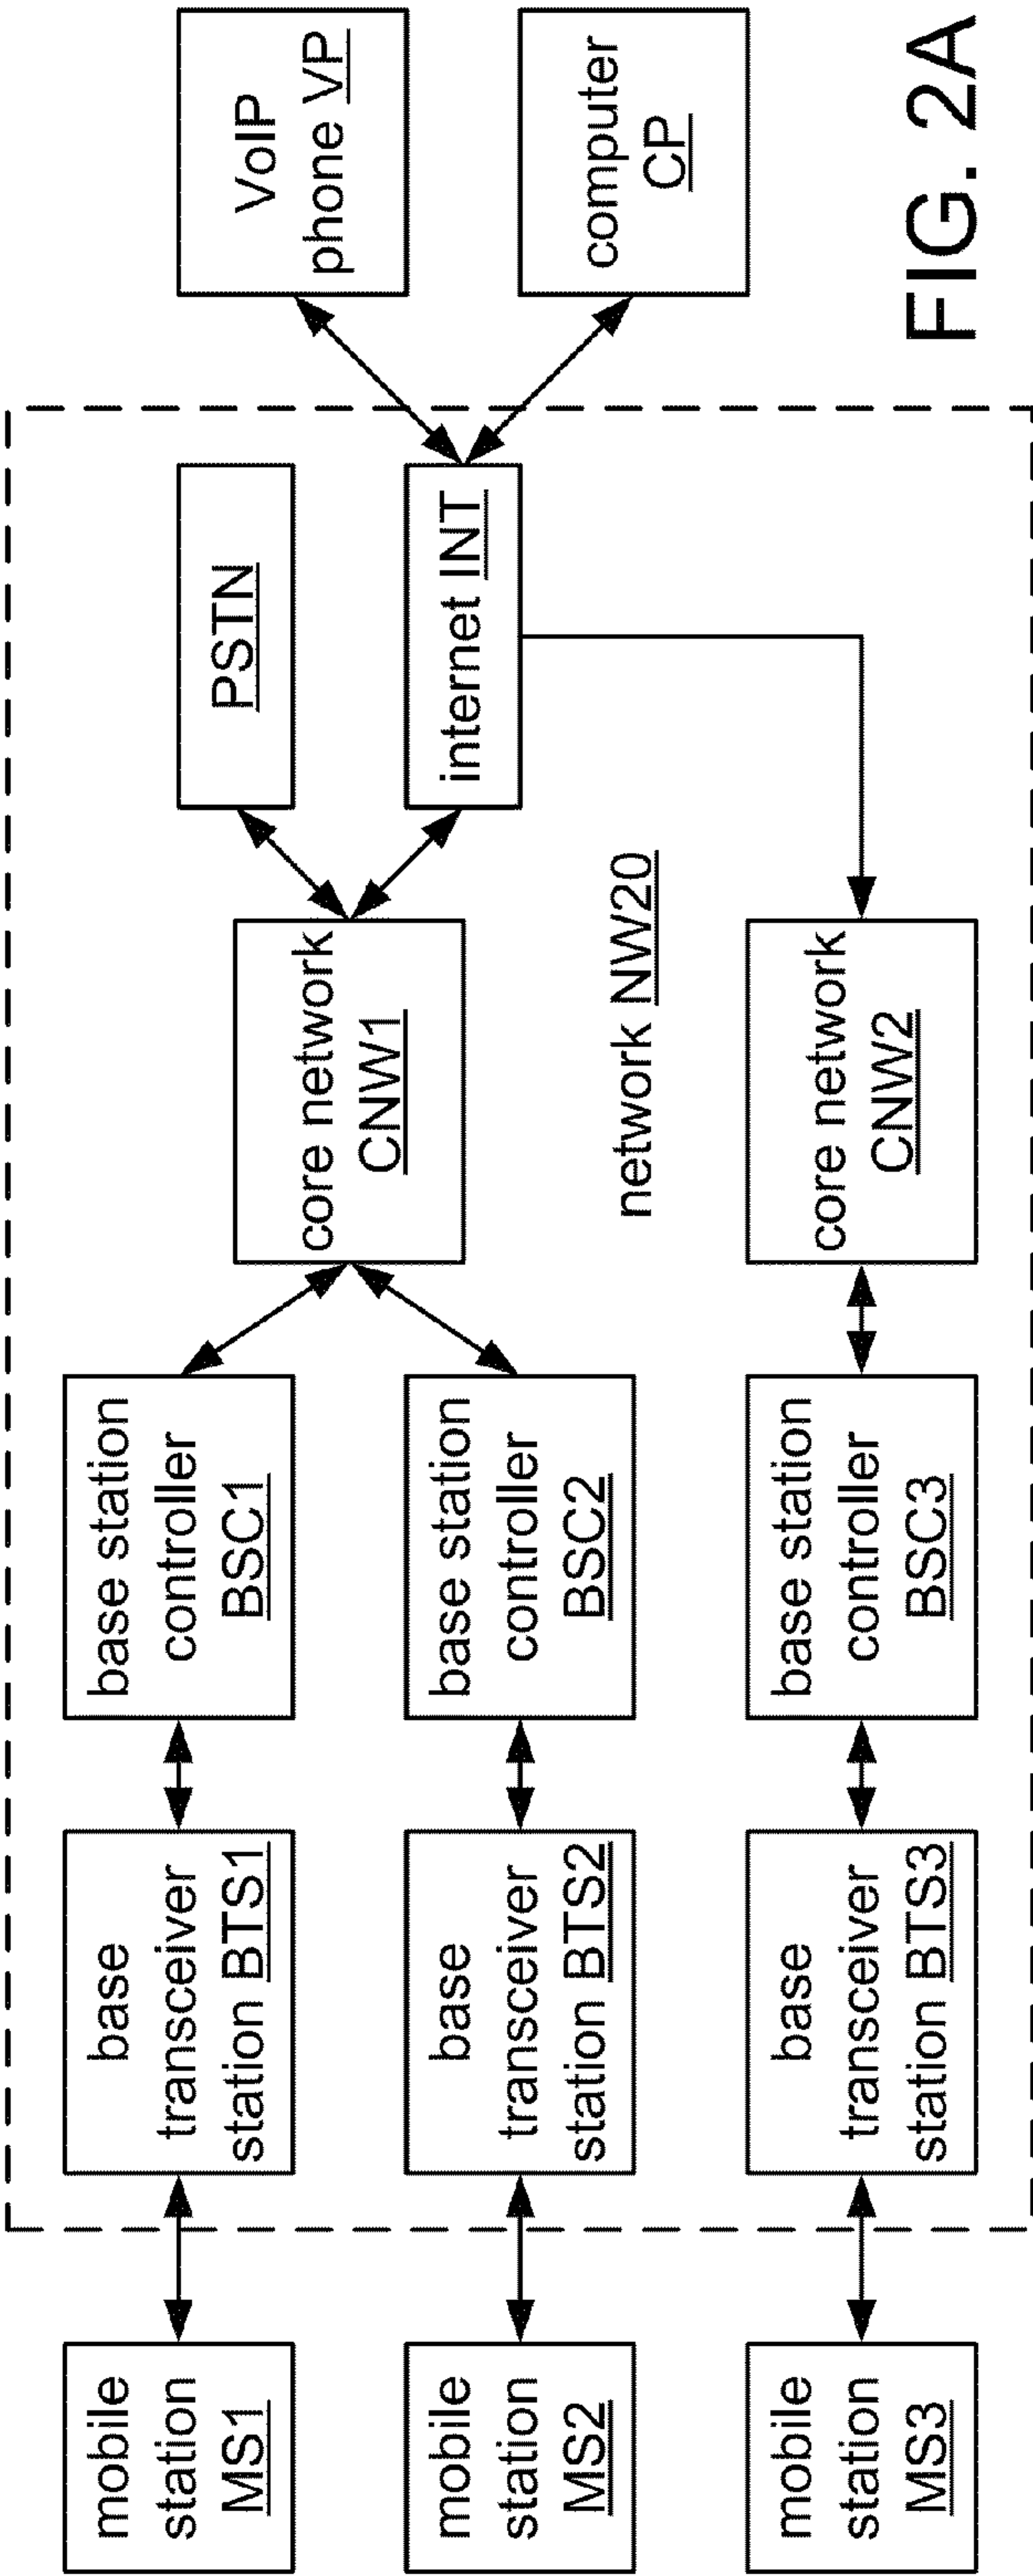 mobile
station
MS1
base
transceiver
station BTS1
base station
controller
BSC1
core network
CNW1
PSTN
VoIP
phone VP
mobile
station
MS2
base
transceiver
station BTS2
base station
controller
BSC2
internet INT
computer
CP
network NW20
mobile
station
MS3
base
transceiver
station BTS3
base station
controller
BSC3
core network
CNW2
FIG. 2A